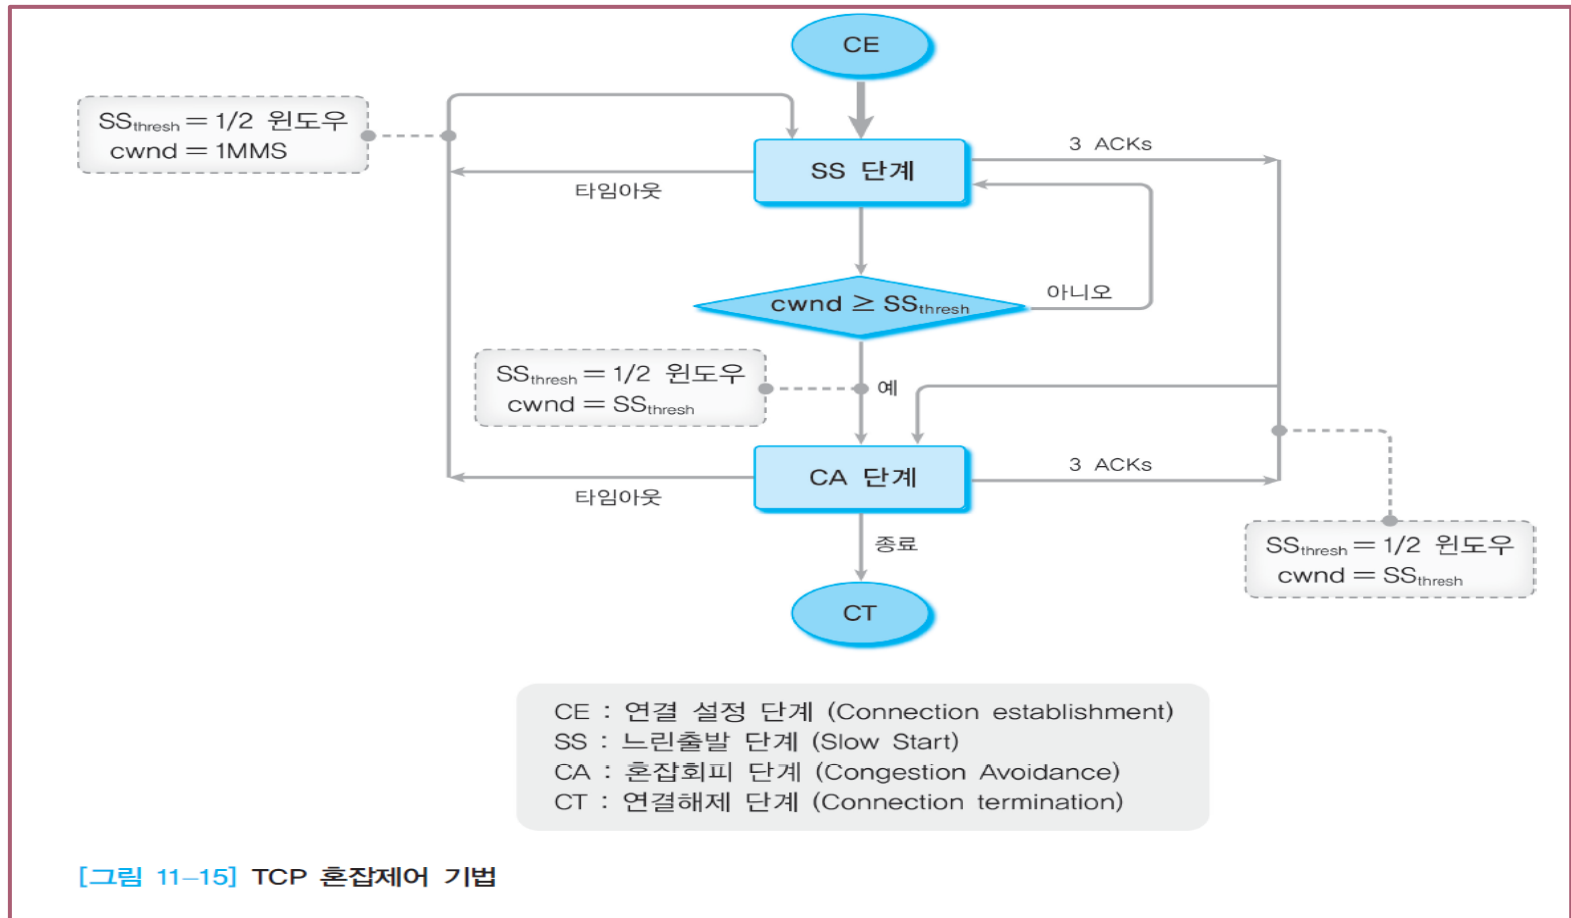 CE
SSthresh = 1/2 윈도우
cwnd = 1MMS
3 ACKs
SS 단계
타임아웃
cwnd ≥ SSthresh
아니오
SSthresh = 1/2 윈도우
cwnd = SSthresh
예
3 ACKs
CA 단계
타임아웃
종료
SSthresh = 1/2 윈도우
cwnd = SSthresh
CT
CE : 연결 설정 단계 (Connection establishment)
SS : 느린출발 단계 (Slow Start)
CA : 혼잡회피 단계 (Congestion Avoidance)
CT : 연결해제 단계 (Connection termination)
[그림 11-15] TCP 혼잡제어 기법